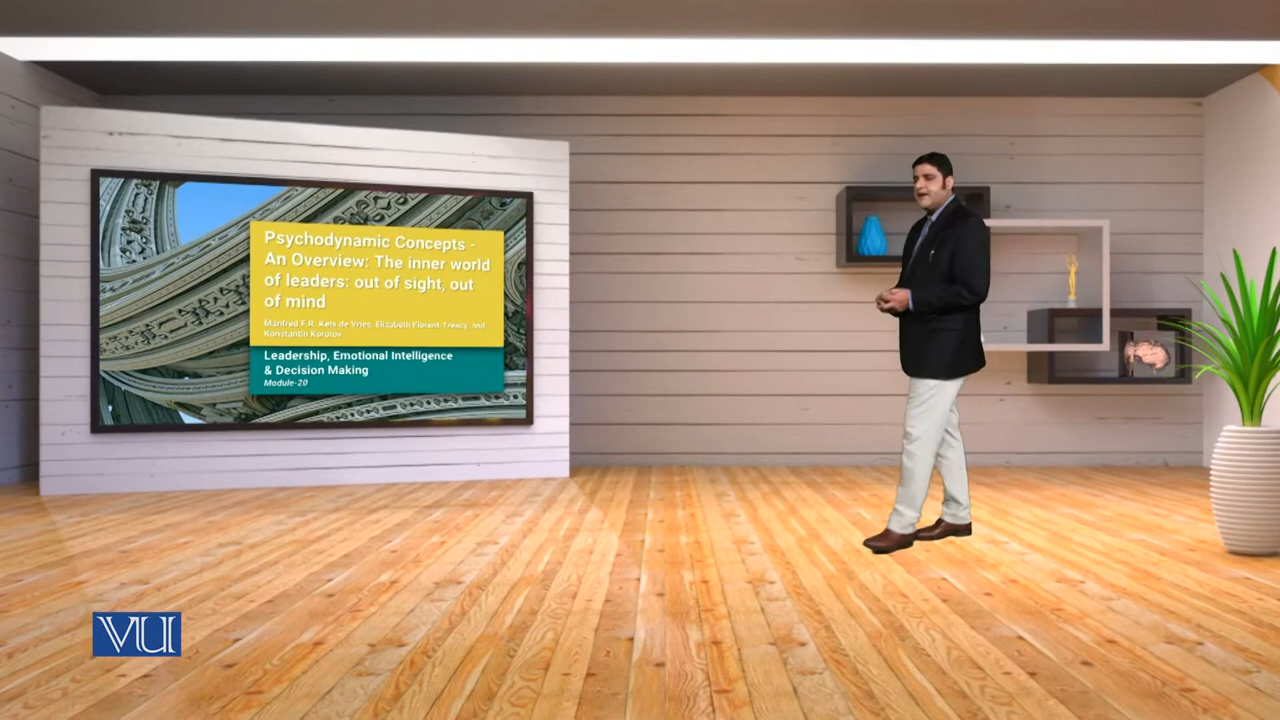 Psychodynamic Concepts -
An Overview: The inner world
of leaders: out of sight, out
of mind
Manfred F.R. Kets de Vries, Elizabeth Florent-Treacy, and
Konstantin Korotov
Leadership, Emotional Intelligence
& Decision Making
Module-20
VU